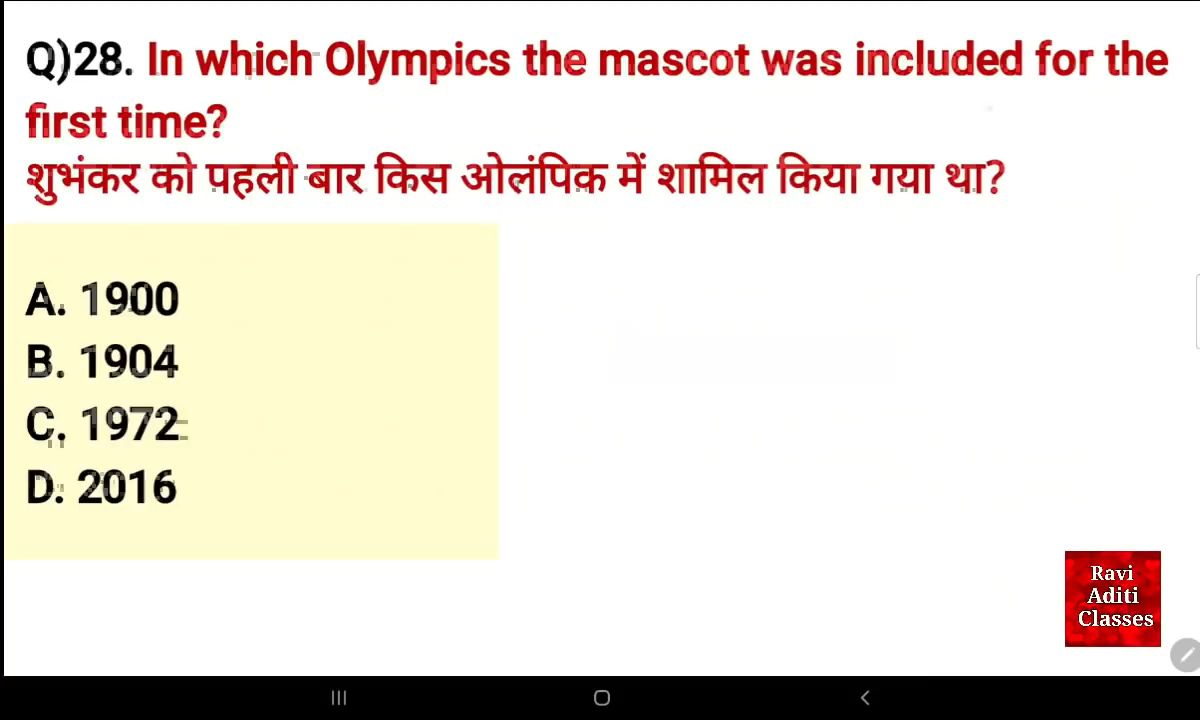 Q)28. In which Olympics the mascot was included for the
first time?
शुभंकर को पहली बार किस ओलंपिक में शामिल किया गया था?
A. 1900
B. 1904
C. 1972
D. 2016
Ravi
Aditi
Classes